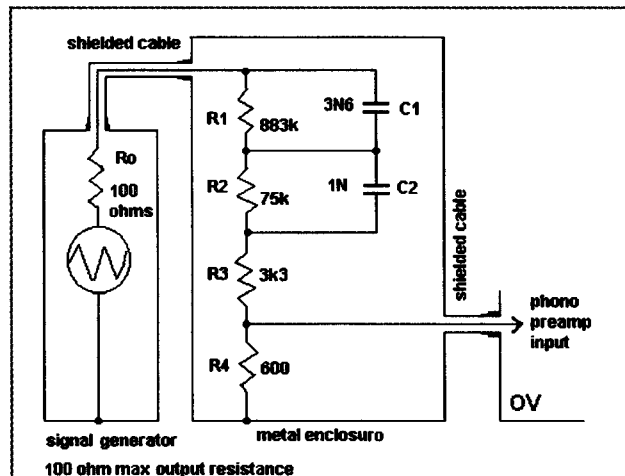 shielded cable
R1
883k
3N6
C1
Ro
100
ohms
R2
75k
1N
C2
R3
3k3
shielded cable
phono
preamp
input
R4
600
OV
signal generator
metal enclosuro
100 ohm max output resistance